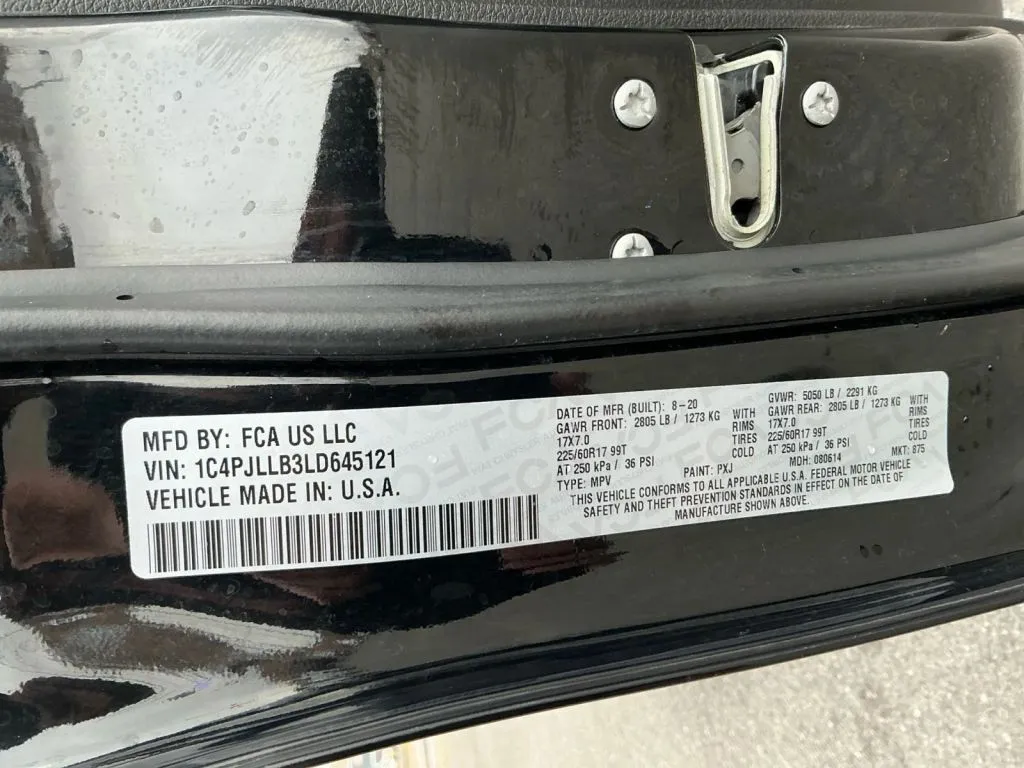 MFD BY: FCA US LLC
VIN: 1C4PJLLB3LD645121
VEHICLE MADE IN: U.S.A.
DATE OF MFR (BUILT): 8-20
GAWR FRONT: 2805 LB / 1273 KG WITH
17X7.0 RIMS
225/60R17 99T TIRES
AT 250 kPa / 36 PSI COLD
TYPE: MPV PAINT: PXJ
GVWR: 5050 LB / 2291 KG
GAWR REAR: 2805 LB / 1273 KG WITH
17X7.0 RIMS
225/60R17 99T TIRES
AT 250 kPa / 36 PSI COLD
MDH: 080614 MKT: 875
THIS VEHICLE CONFORMS TO ALL APPLICABLE U.S.A. FEDERAL MOTOR VEHICLE
SAFETY AND THEFT PREVENTION STANDARDS IN EFFECT ON THE DATE OF
MANUFACTURE SHOWN ABOVE.